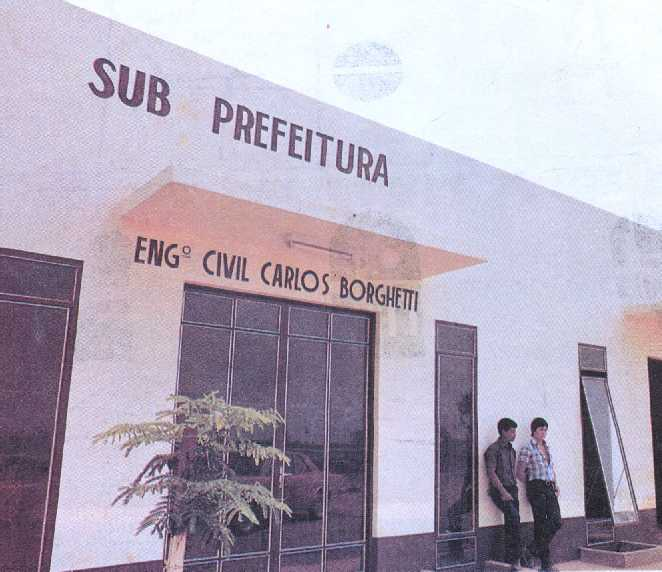 SUB PREFEITURA
ENGº CIVIL CARLOS BORGHETTI